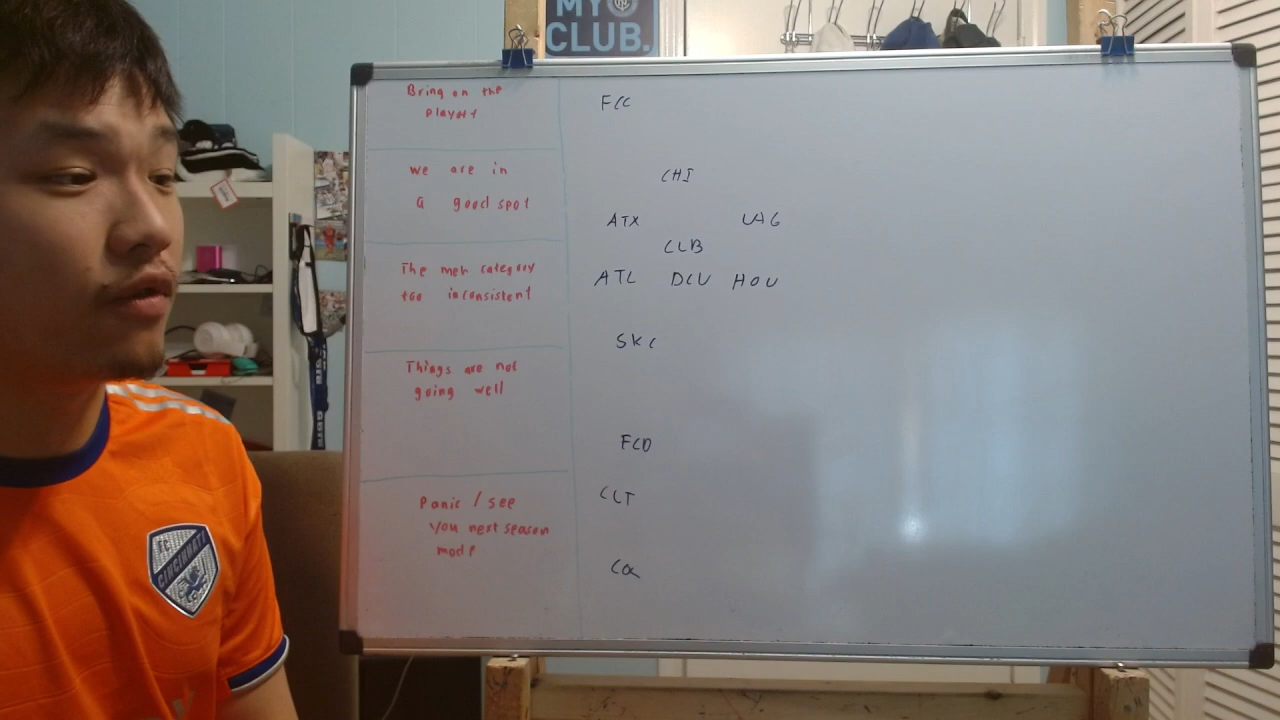 MY
CLUB.
Bring on the
playoff
FCC
we are in
a good spot
CHI
ATX LAG
CLB
The meh category
too inconsistent
ATL DCU HOU
SKC
Things are not
going well
FCD
CLT
Panic / see
you next season
mode
COL
FC
CINCINNATI